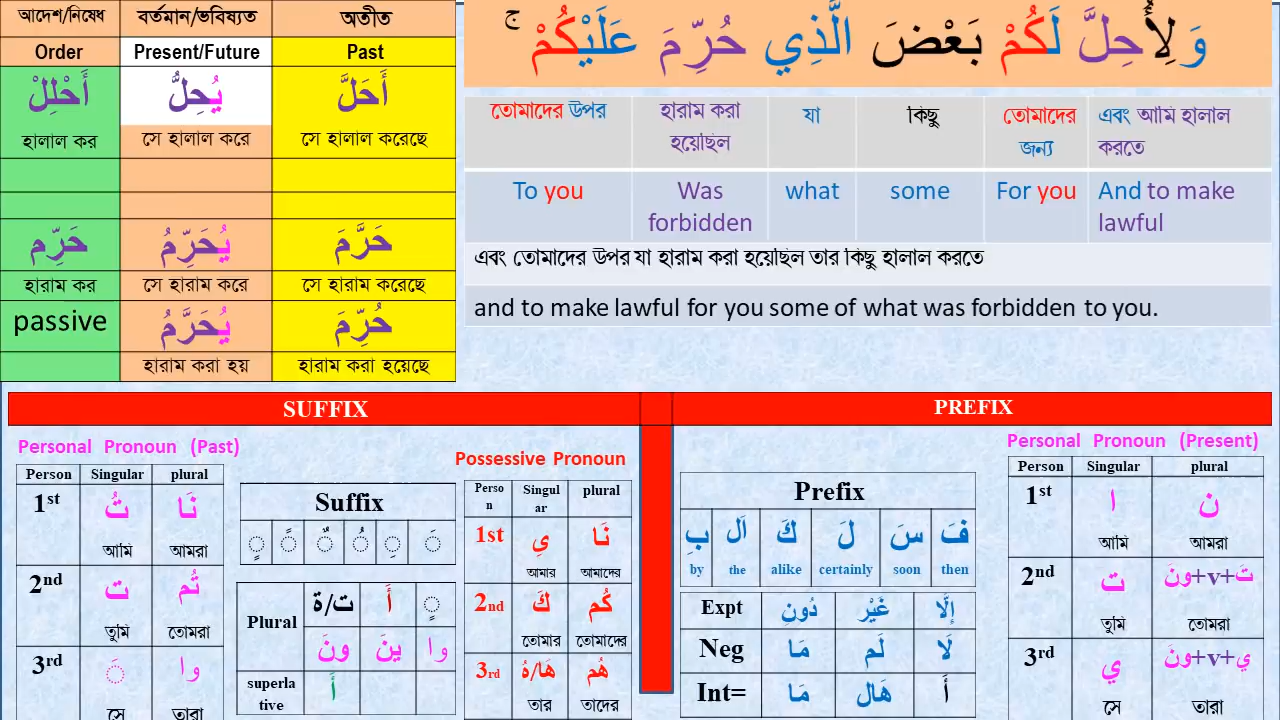 আদেশ/নিষেধ বর্তমান/ভবিষ্যত অতীত
Order Present/Future Past
أَحْلِلْ يُحِلُّ أَحَلَّ
হালাল কর সে হালাল করে সে হালাল করেছে
حَرِّم يُحَرِّمُ حَرَّمَ
হারাম কর সে হারাম করে সে হারাম করেছে
passive يُحَرَّمُ حُرِّمَ
হারাম করা হয় হারাম করা হয়েছে
وَلِأُحِلَّ لَكُمْ بَعْضَ الَّذِي حُرِّمَ عَلَيْكُمْ ۚ
তোমাদের উপর হারাম করা হয়েছিল যা কিছু তোমাদের জন্য এবং আমি হালাল করতে
To you Was forbidden what some For you And to make lawful
এবং তোমাদের উপর যা হারাম করা হয়েছিল তার কিছু হালাল করতে
and to make lawful for you some of what was forbidden to you.
SUFFIX PREFIX
Personal Pronoun (Past)
Person Singular plural
1st تُ نَا
আমি আমরা
2nd ت تُم
তুমি তোমরা
3rd َ وا
সে তারা
Suffix
ٍ ً ٌ ُ ِ َ
Plural ت/ة أَ ٍ
ونَ ينَ وا
superlative أَ
Possessive Pronoun
Person Singular plural
1st يِ نَا
আমার আমাদের
2nd كَ كُم
তোমার তোমাদের
3rd هَا/هُ هُم
তার তাদের
Prefix
بِ اَل كَ لَ سَ فَ
by the alike certainly soon then
Expt دُونِ غَيْر إلَّا
Neg مَا لَم لَا
Int= مَا هَال أَ
Personal Pronoun (Present)
Person Singular plural
1st ا ن
আমি আমরা
2nd ت تَ+v+ونَ
তুমি তোমরা
3rd ي ي+v+ونَ
সে তারা